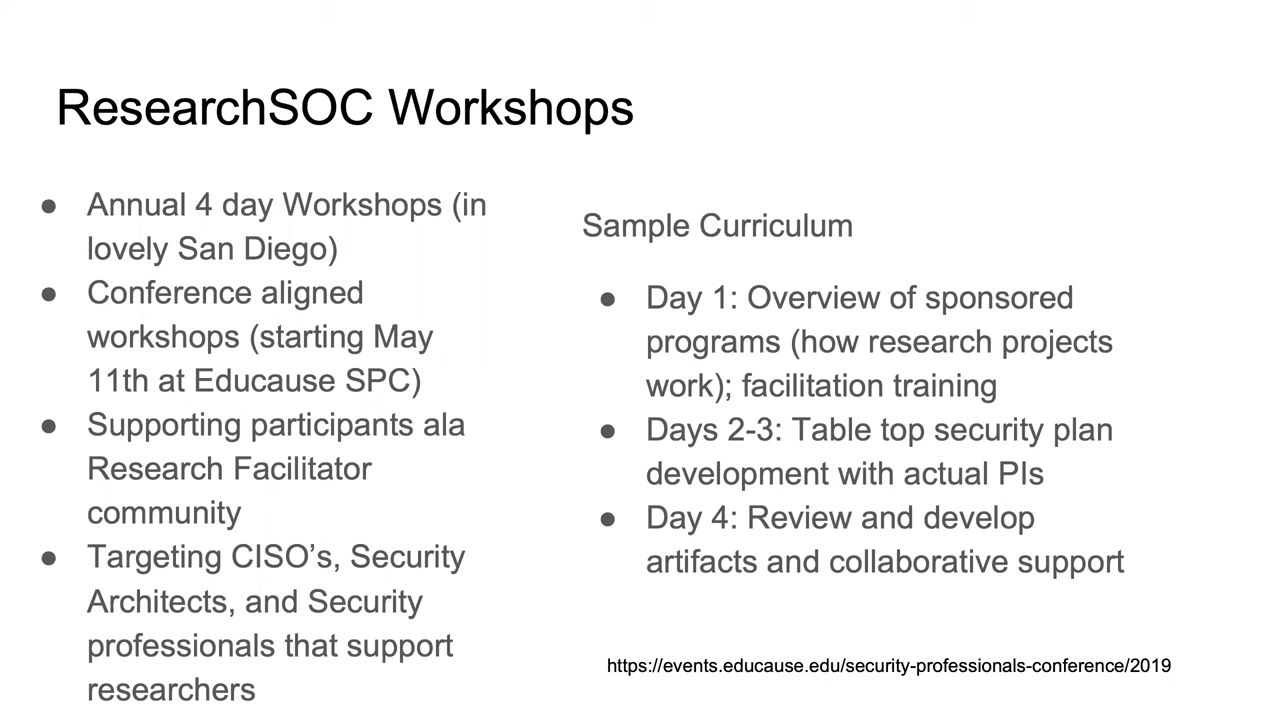 ResearchSOC Workshops
● Annual 4 day Workshops (in
lovely San Diego)
● Conference aligned
workshops (starting May
11th at Educause SPC)
● Supporting participants ala
Research Facilitator
community
● Targeting CISO’s, Security
Architects, and Security
professionals that support
researchers
Sample Curriculum
● Day 1: Overview of sponsored
programs (how research projects
work); facilitation training
● Days 2-3: Table top security plan
development with actual PIs
● Day 4: Review and develop
artifacts and collaborative support
https://events.educause.edu/security-professionals-conference/2019